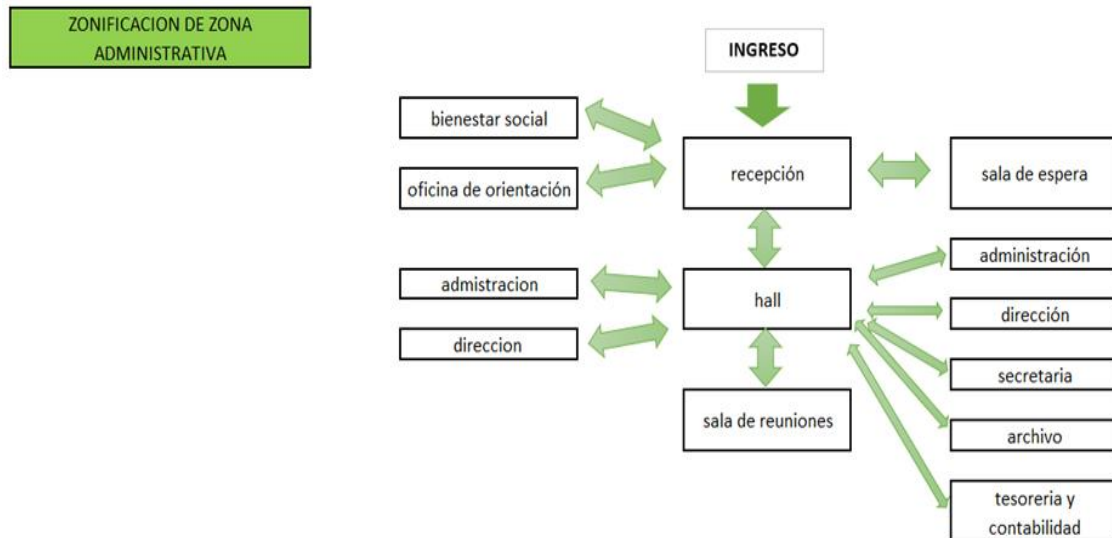 ZONIFICACION DE ZONA
ADMINISTRATIVA
INGRESO
bienestar social
recepción
sala de espera
oficina de orientación
administración
admistracion
hall
dirección
direccion
secretaria
sala de reuniones
archivo
tesoreria y
contabilidad